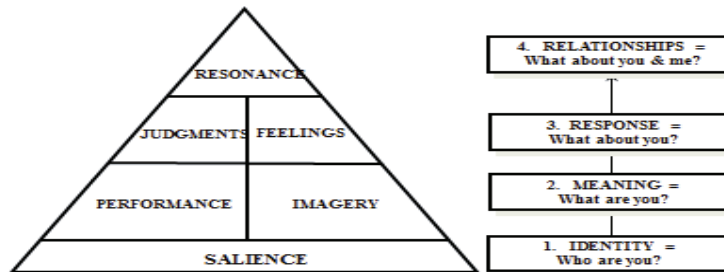 RESONANCE
JUDGMENTS FEELINGS
PERFORMANCE IMAGERY
SALIENCE
4. RELATIONSHIPS =
What about you & me?
3. RESPONSE =
What about you?
2. MEANING =
What are you?
1. IDENTITY =
Who are you?